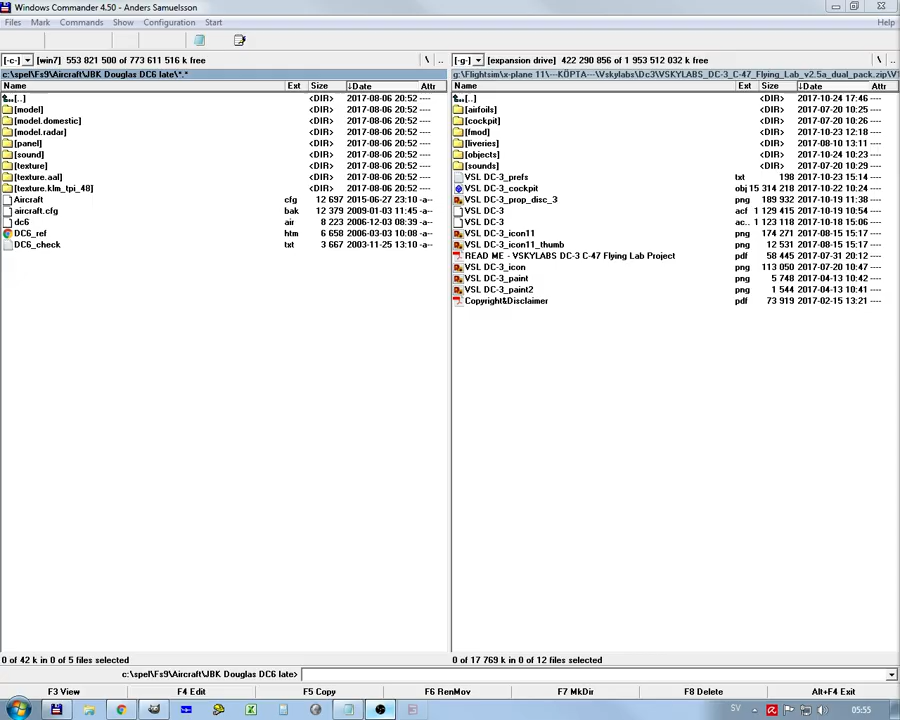 Windows Commander 4.50 - Anders Samuelsson
Files Mark Commands Show Configuration Start Help
[-c-] [win7] 553 821 500 of 773 611 516 k free \ ..
[-g-] [expansion drive] 422 290 856 of 1 953 512 032 k free \ ..
c:\spel\Fs9\Aircraft\JBK Douglas DC6 late\*.*
g:\Flightsim\x-plane 11\---KÖPTA---\Vskylabs\Dc3\VSKYLABS_DC-3_C-47_Flying_Lab_v2.5a_dual_pack.zip\V
Name Ext Size ↓Date Attr
[..] <DIR> 2017-08-06 20:52 ----
[model] <DIR> 2017-08-06 20:52 ----
[model.domestic] <DIR> 2017-08-06 20:52 ----
[model.radar] <DIR> 2017-08-06 20:52 ----
[panel] <DIR> 2017-08-06 20:52 ----
[sound] <DIR> 2017-08-06 20:52 ----
[texture] <DIR> 2017-08-06 20:52 ----
[texture.aal] <DIR> 2017-08-06 20:52 ----
[texture.klm_tpi_48] <DIR> 2017-08-06 20:52 ----
Aircraft cfg 12 697 2015-06-27 23:10 -a--
aircraft.cfg bak 12 379 2009-01-03 11:45 -a--
dc6 air 8 223 2006-12-03 08:39 -a--
DC6_ref htm 6 658 2006-03-03 10:08 -a--
DC6_check txt 3 667 2003-11-25 13:10 -a--
Name Ext Size ↓Date Attr
[..] <DIR> 2017-10-24 17:46 ----
[airfoils] <DIR> 2017-07-20 10:25 ----
[cockpit] <DIR> 2017-07-20 10:26 ----
[fmod] <DIR> 2017-10-23 12:18 ----
[liveries] <DIR> 2017-08-10 13:11 ----
[objects] <DIR> 2017-10-24 10:23 ----
[sounds] <DIR> 2017-07-20 10:29 ----
VSL DC-3_prefs txt 198 2017-10-23 15:14 ----
VSL DC-3_cockpit obj 15 314 218 2017-10-22 10:24 ----
VSL DC-3_prop_disc_3 png 189 932 2017-10-19 11:38 ----
VSL DC-3 acf 1 129 415 2017-10-19 10:54 ----
VSL DC-3 ac.. 1 123 118 2017-10-18 15:06 ----
VSL DC-3_icon11 png 174 271 2017-08-15 15:17 ----
VSL DC-3_icon11_thumb png 12 531 2017-08-15 15:17 ----
READ ME - VSKYLABS DC-3 C-47 Flying Lab Project pdf 58 445 2017-07-31 20:12 ----
VSL DC-3_icon png 113 050 2017-07-20 10:47 ----
VSL DC-3_paint png 5 748 2017-04-13 10:42 ----
VSL DC-3_paint2 png 1 544 2017-04-13 10:41 ----
Copyright&Disclaimer pdf 73 919 2017-02-15 13:21 ----
0 of 42 k in 0 of 5 files selected
0 of 17 769 k in 0 of 12 files selected
c:\spel\Fs9\Aircraft\JBK Douglas DC6 late>
F3 View F4 Edit F5 Copy F6 RenMov F7 MkDir F8 Delete Alt+F4 Exit
SV 05:55